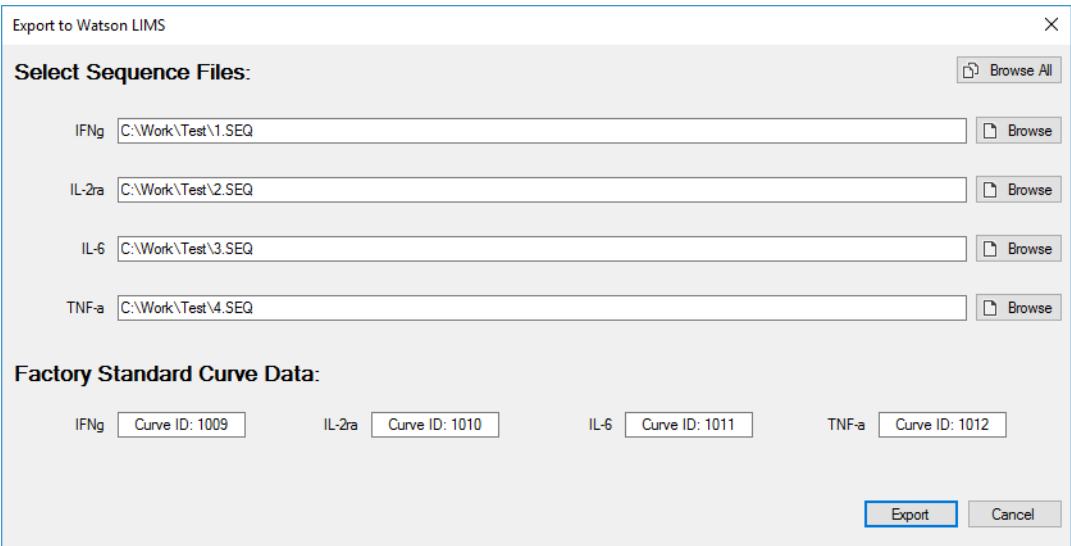 Export to Watson LIMS
Select Sequence Files:
Browse All
IFNg C:\Work\Test\1.SEQ Browse
IL-2ra C:\Work\Test\2.SEQ Browse
IL-6 C:\Work\Test\3.SEQ Browse
TNF-a C:\Work\Test\4.SEQ Browse
Factory Standard Curve Data:
IFNg Curve ID: 1009 IL-2ra Curve ID: 1010 IL-6 Curve ID: 1011 TNF-a Curve ID: 1012
Export Cancel